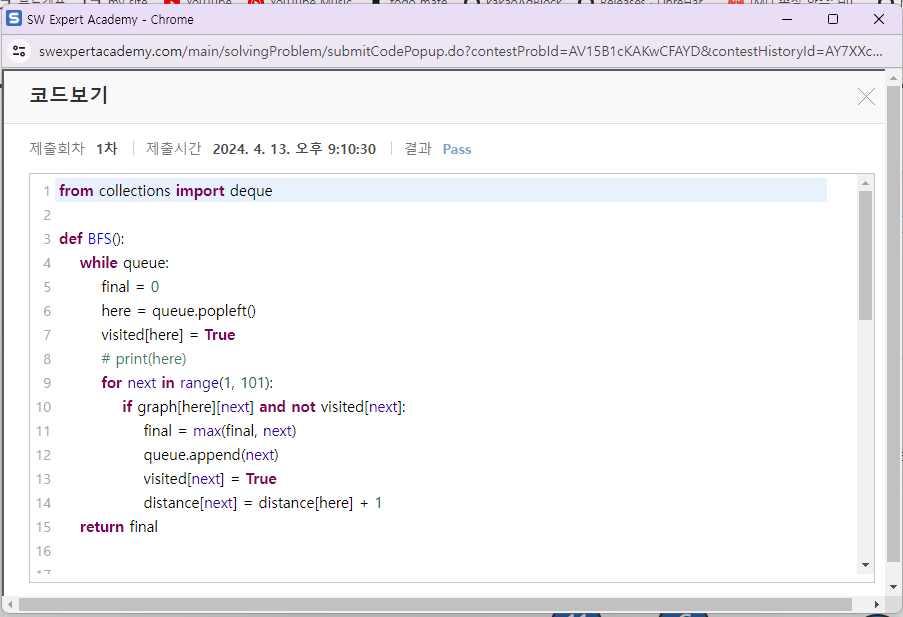 SW Expert Academy - Chrome
swexpertacademy.com/main/solvingProblem/submitCodePopup.do?contestProbId=AV15B1cKAKwCFAYD&contestHistoryId=AY7XXc...
코드보기
제출회차 1차 제출시간 2024. 4. 13. 오후 9:10:30 결과 Pass
1 from collections import deque
2
3 def BFS():
4 while queue:
5 final = 0
6 here = queue.popleft()
7 visited[here] = True
8 # print(here)
9 for next in range(1, 101):
10 if graph[here][next] and not visited[next]:
11 final = max(final, next)
12 queue.append(next)
13 visited[next] = True
14 distance[next] = distance[here] + 1
15 return final
16
17